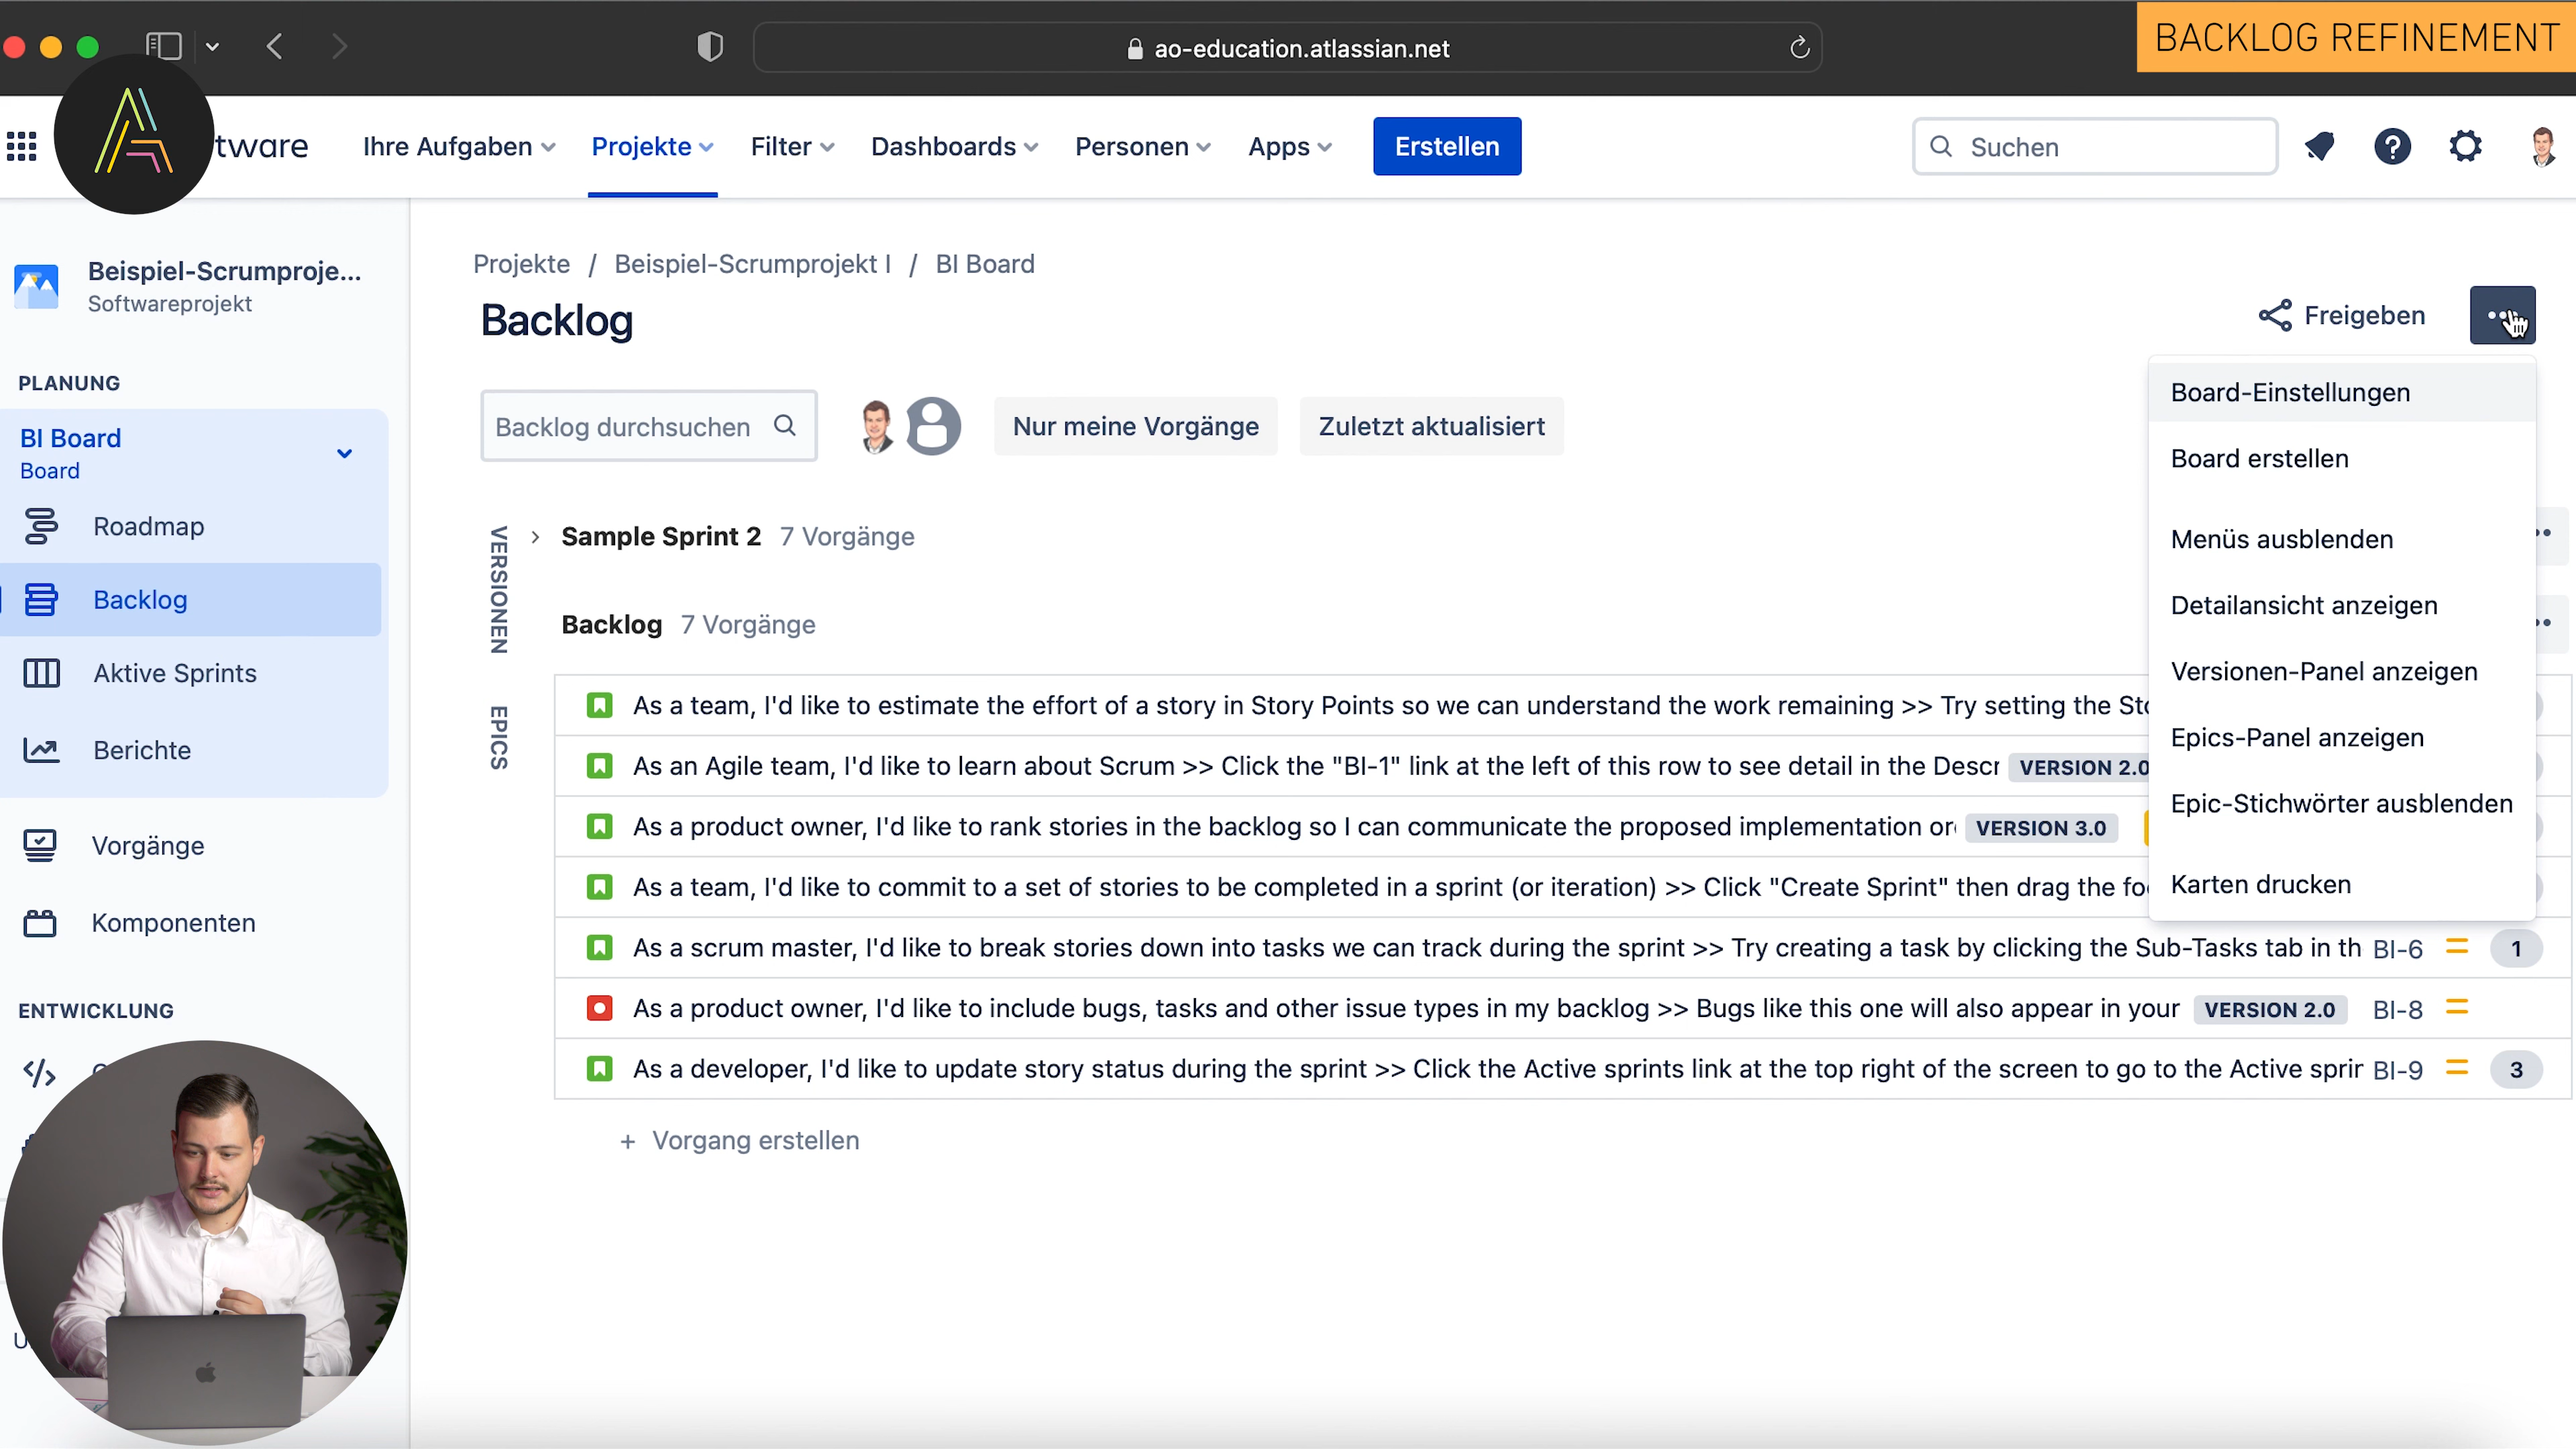 ao-education.atlassian.net
BACKLOG REFINEMENT
tware
Ihre Aufgaben
Projekte
Filter
Dashboards
Personen
Apps
Erstellen
Suchen
Beispiel-Scrumproje...
Softwareprojekt
PLANUNG
BI Board
Board
Roadmap
Backlog
Aktive Sprints
Berichte
Vorgänge
Komponenten
ENTWICKLUNG
Projekte / Beispiel-Scrumprojekt I / BI Board
Backlog
Freigeben
Backlog durchsuchen
Nur meine Vorgänge
Zuletzt aktualisiert
VERSIONEN
EPICS
Sample Sprint 2 7 Vorgänge
Backlog 7 Vorgänge
As a team, I'd like to estimate the effort of a story in Story Points so we can understand the work remaining >> Try setting the Sto
As an Agile team, I'd like to learn about Scrum >> Click the "BI-1" link at the left of this row to see detail in the Descr VERSION 2.0
As a product owner, I'd like to rank stories in the backlog so I can communicate the proposed implementation or VERSION 3.0
As a team, I'd like to commit to a set of stories to be completed in a sprint (or iteration) >> Click "Create Sprint" then drag the fo
As a scrum master, I'd like to break stories down into tasks we can track during the sprint >> Try creating a task by clicking the Sub-Tasks tab in th BI-6 1
As a product owner, I'd like to include bugs, tasks and other issue types in my backlog >> Bugs like this one will also appear in your VERSION 2.0 BI-8
As a developer, I'd like to update story status during the sprint >> Click the Active sprints link at the top right of the screen to go to the Active sprin BI-9 3
+ Vorgang erstellen
Board-Einstellungen
Board erstellen
Menüs ausblenden
Detailansicht anzeigen
Versionen-Panel anzeigen
Epics-Panel anzeigen
Epic-Stichwörter ausblenden
Karten drucken